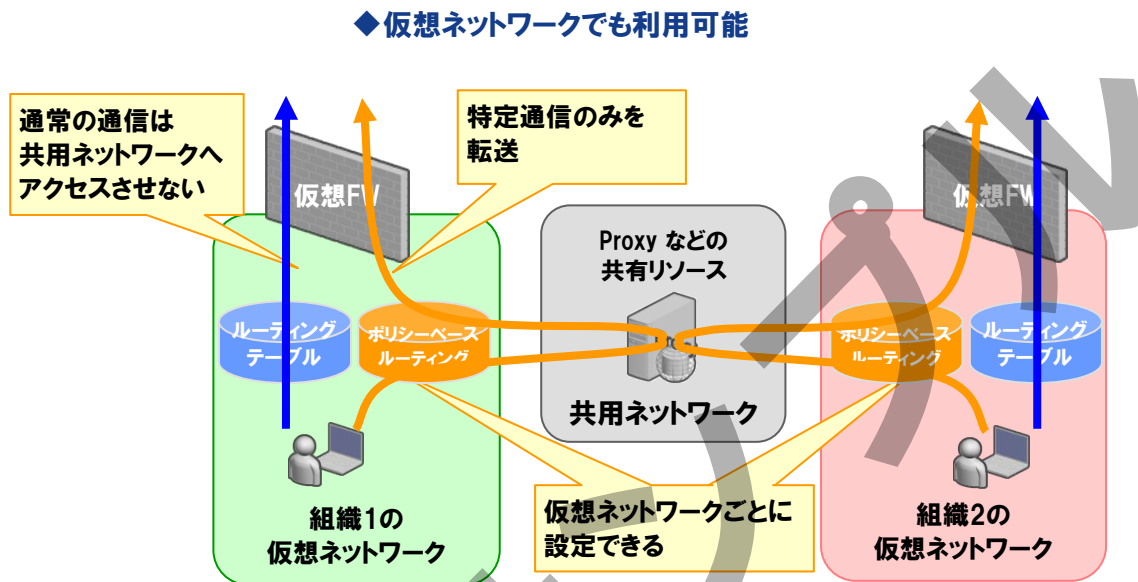 ◆仮想ネットワークでも利用可能
通常の通信は
共用ネットワークへ
アクセスさせない
特定通信のみを
転送
仮想FW
仮想FW
Proxy などの
共有リソース
ルーティング
テーブル
ポリシーベース
ルーティング
ポリシーベース
ルーティング
ルーティング
テーブル
共用ネットワーク
組織1の
仮想ネットワーク
仮想ネットワークごとに
設定できる
組織2の
仮想ネットワーク